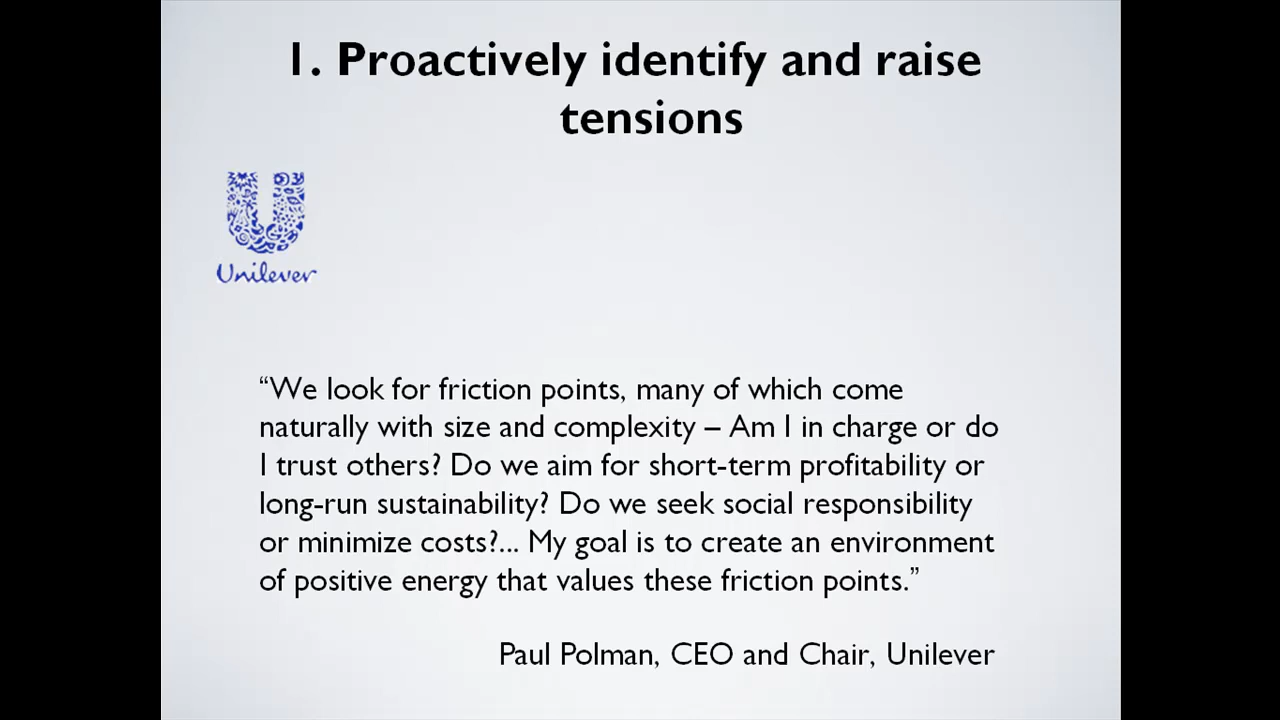 1. Proactively identify and raise
tensions
Unilever
“We look for friction points, many of which come
naturally with size and complexity – Am I in charge or do
I trust others? Do we aim for short-term profitability or
long-run sustainability? Do we seek social responsibility
or minimize costs?... My goal is to create an environment
of positive energy that values these friction points.”
Paul Polman, CEO and Chair, Unilever